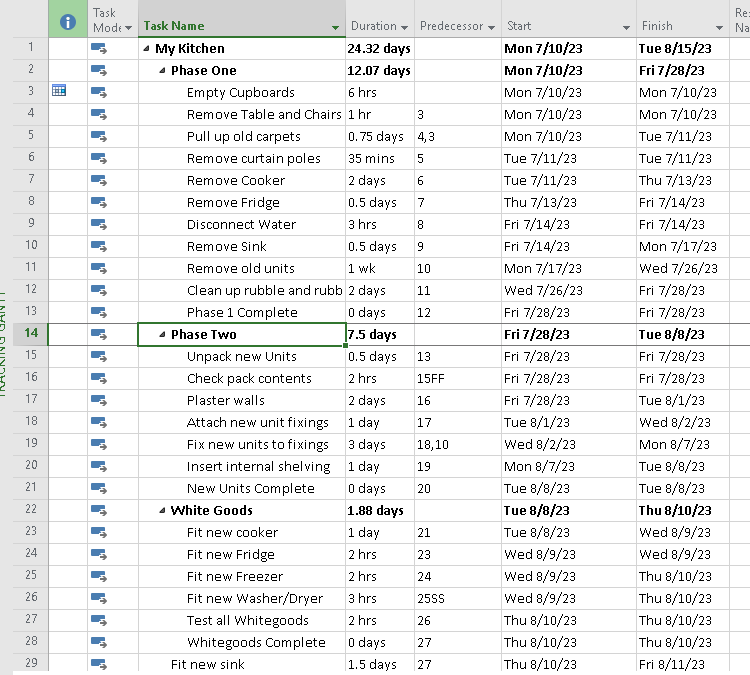 Task Mode Task Name Duration Predecessor Start Finish
1 My Kitchen 24.32 days Mon 7/10/23 Tue 8/15/23
2 Phase One 12.07 days Mon 7/10/23 Fri 7/28/23
3 Empty Cupboards 6 hrs Mon 7/10/23 Mon 7/10/23
4 Remove Table and Chairs 1 hr 3 Mon 7/10/23 Mon 7/10/23
5 Pull up old carpets 0.75 days 4,3 Mon 7/10/23 Tue 7/11/23
6 Remove curtain poles 35 mins 5 Tue 7/11/23 Tue 7/11/23
7 Remove Cooker 2 days 6 Tue 7/11/23 Thu 7/13/23
8 Remove Fridge 0.5 days 7 Thu 7/13/23 Fri 7/14/23
9 Disconnect Water 3 hrs 8 Fri 7/14/23 Fri 7/14/23
10 Remove Sink 0.5 days 9 Fri 7/14/23 Mon 7/17/23
11 Remove old units 1 wk 10 Mon 7/17/23 Wed 7/26/23
12 Clean up rubble and rubb 2 days 11 Wed 7/26/23 Fri 7/28/23
13 Phase 1 Complete 0 days 12 Fri 7/28/23 Fri 7/28/23
14 Phase Two 7.5 days Fri 7/28/23 Tue 8/8/23
15 Unpack new Units 0.5 days 13 Fri 7/28/23 Fri 7/28/23
16 Check pack contents 2 hrs 15FF Fri 7/28/23 Fri 7/28/23
17 Plaster walls 2 days 16 Fri 7/28/23 Tue 8/1/23
18 Attach new unit fixings 1 day 17 Tue 8/1/23 Wed 8/2/23
19 Fix new units to fixings 3 days 18,10 Wed 8/2/23 Mon 8/7/23
20 Insert internal shelving 1 day 19 Mon 8/7/23 Tue 8/8/23
21 New Units Complete 0 days 20 Tue 8/8/23 Tue 8/8/23
22 White Goods 1.88 days Tue 8/8/23 Thu 8/10/23
23 Fit new cooker 1 day 21 Tue 8/8/23 Wed 8/9/23
24 Fit new Fridge 2 hrs 23 Wed 8/9/23 Wed 8/9/23
25 Fit new Freezer 2 hrs 24 Wed 8/9/23 Thu 8/10/23
26 Fit new Washer/Dryer 3 hrs 25SS Wed 8/9/23 Thu 8/10/23
27 Test all Whitegoods 2 hrs 26 Thu 8/10/23 Thu 8/10/23
28 Whitegoods Complete 0 days 27 Thu 8/10/23 Thu 8/10/23
29 Fit new sink 1.5 days 27 Thu 8/10/23 Fri 8/11/23